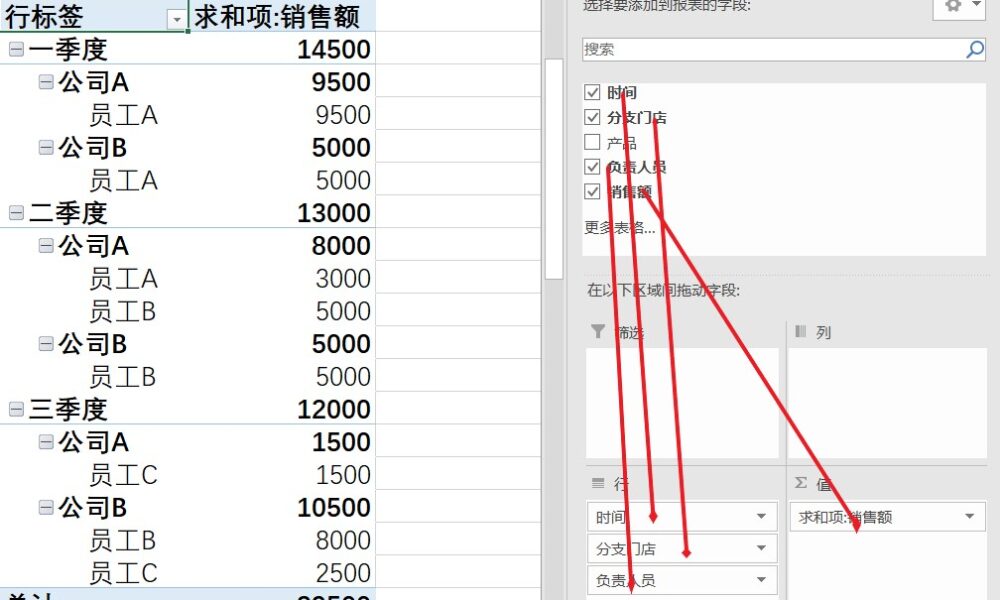 行标签 求和项:销售额
一季度 14500
公司A 9500
员工A 9500
公司B 5000
员工A 5000
二季度 13000
公司A 8000
员工A 3000
员工B 5000
公司B 5000
员工B 5000
三季度 12000
公司A 1500
员工C 1500
公司B 10500
员工B 8000
员工C 2500
选择要添加到报表的字段:
搜索
时间
分支门店
产品
负责人员
销售额
更多表格...
在以下区域间拖动字段:
筛选
列
行
Σ 值
时间
分支门店
负责人员
求和项:销售额